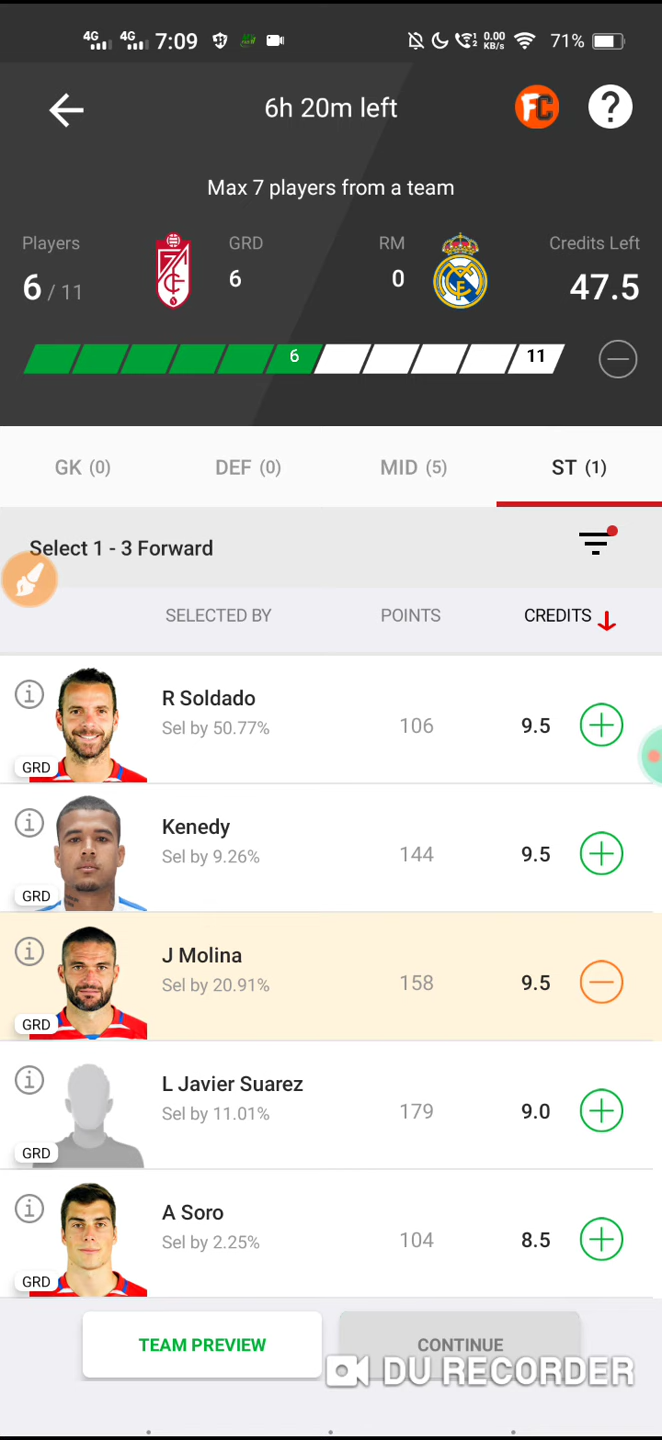 4G 4G 7:09 0.00 KB/s 71%
6h 20m left FC ?
Max 7 players from a team
Players GRD RM Credits Left
6 / 11 6 0 47.5
6 11
GK (0) DEF (0) MID (5) ST (1)
Select 1 - 3 Forward
SELECTED BY POINTS CREDITS
R Soldado
Sel by 50.77% 106 9.5
GRD
Kenedy
Sel by 9.26% 144 9.5
GRD
J Molina
Sel by 20.91% 158 9.5
GRD
L Javier Suarez
Sel by 11.01% 179 9.0
GRD
A Soro
Sel by 2.25% 104 8.5
GRD
TEAM PREVIEW CONTINUE
DU RECORDER